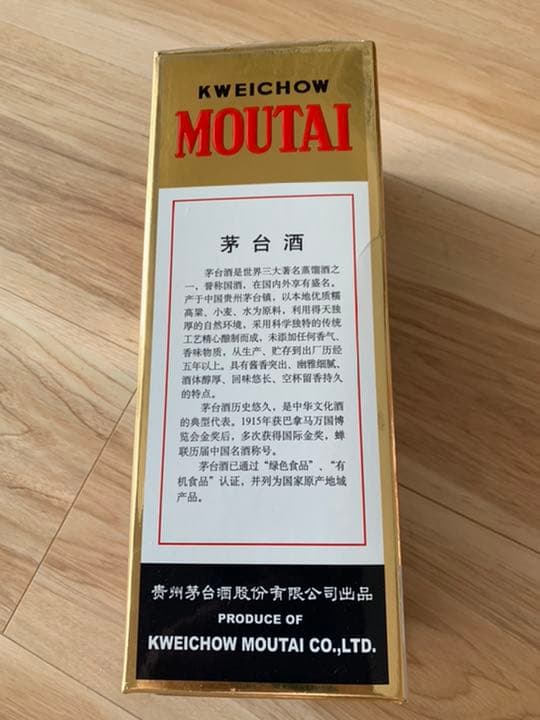 KWEICHOW
MOUTAI
茅台酒
茅台酒是世界三大著名蒸馏酒之
一，誉称国酒，在国内外享有盛名。
产于中国贵州茅台镇，以本地优质糯
高粱、小麦、水为原料，利用得天独
厚的自然环境，采用科学独特的传统
工艺精心酿制而成，未添加任何香气、
香味物质，从生产、贮存到出厂历经
五年以上。具有酱香突出、幽雅细腻、
酒体醇厚、回味悠长、空杯留香持久
的特点。
茅台酒历史悠久，是中华文化酒
的典型代表。1915年获巴拿马万国博
览会金奖后，多次获得国际金奖，蝉
联历届中国名酒称号。
茅台酒已通过“绿色食品”、“有
机食品”认证，并列为国家原产地域
产品。
贵州茅台酒股份有限公司出品
PRODUCE OF
KWEICHOW MOUTAI CO.,LTD.